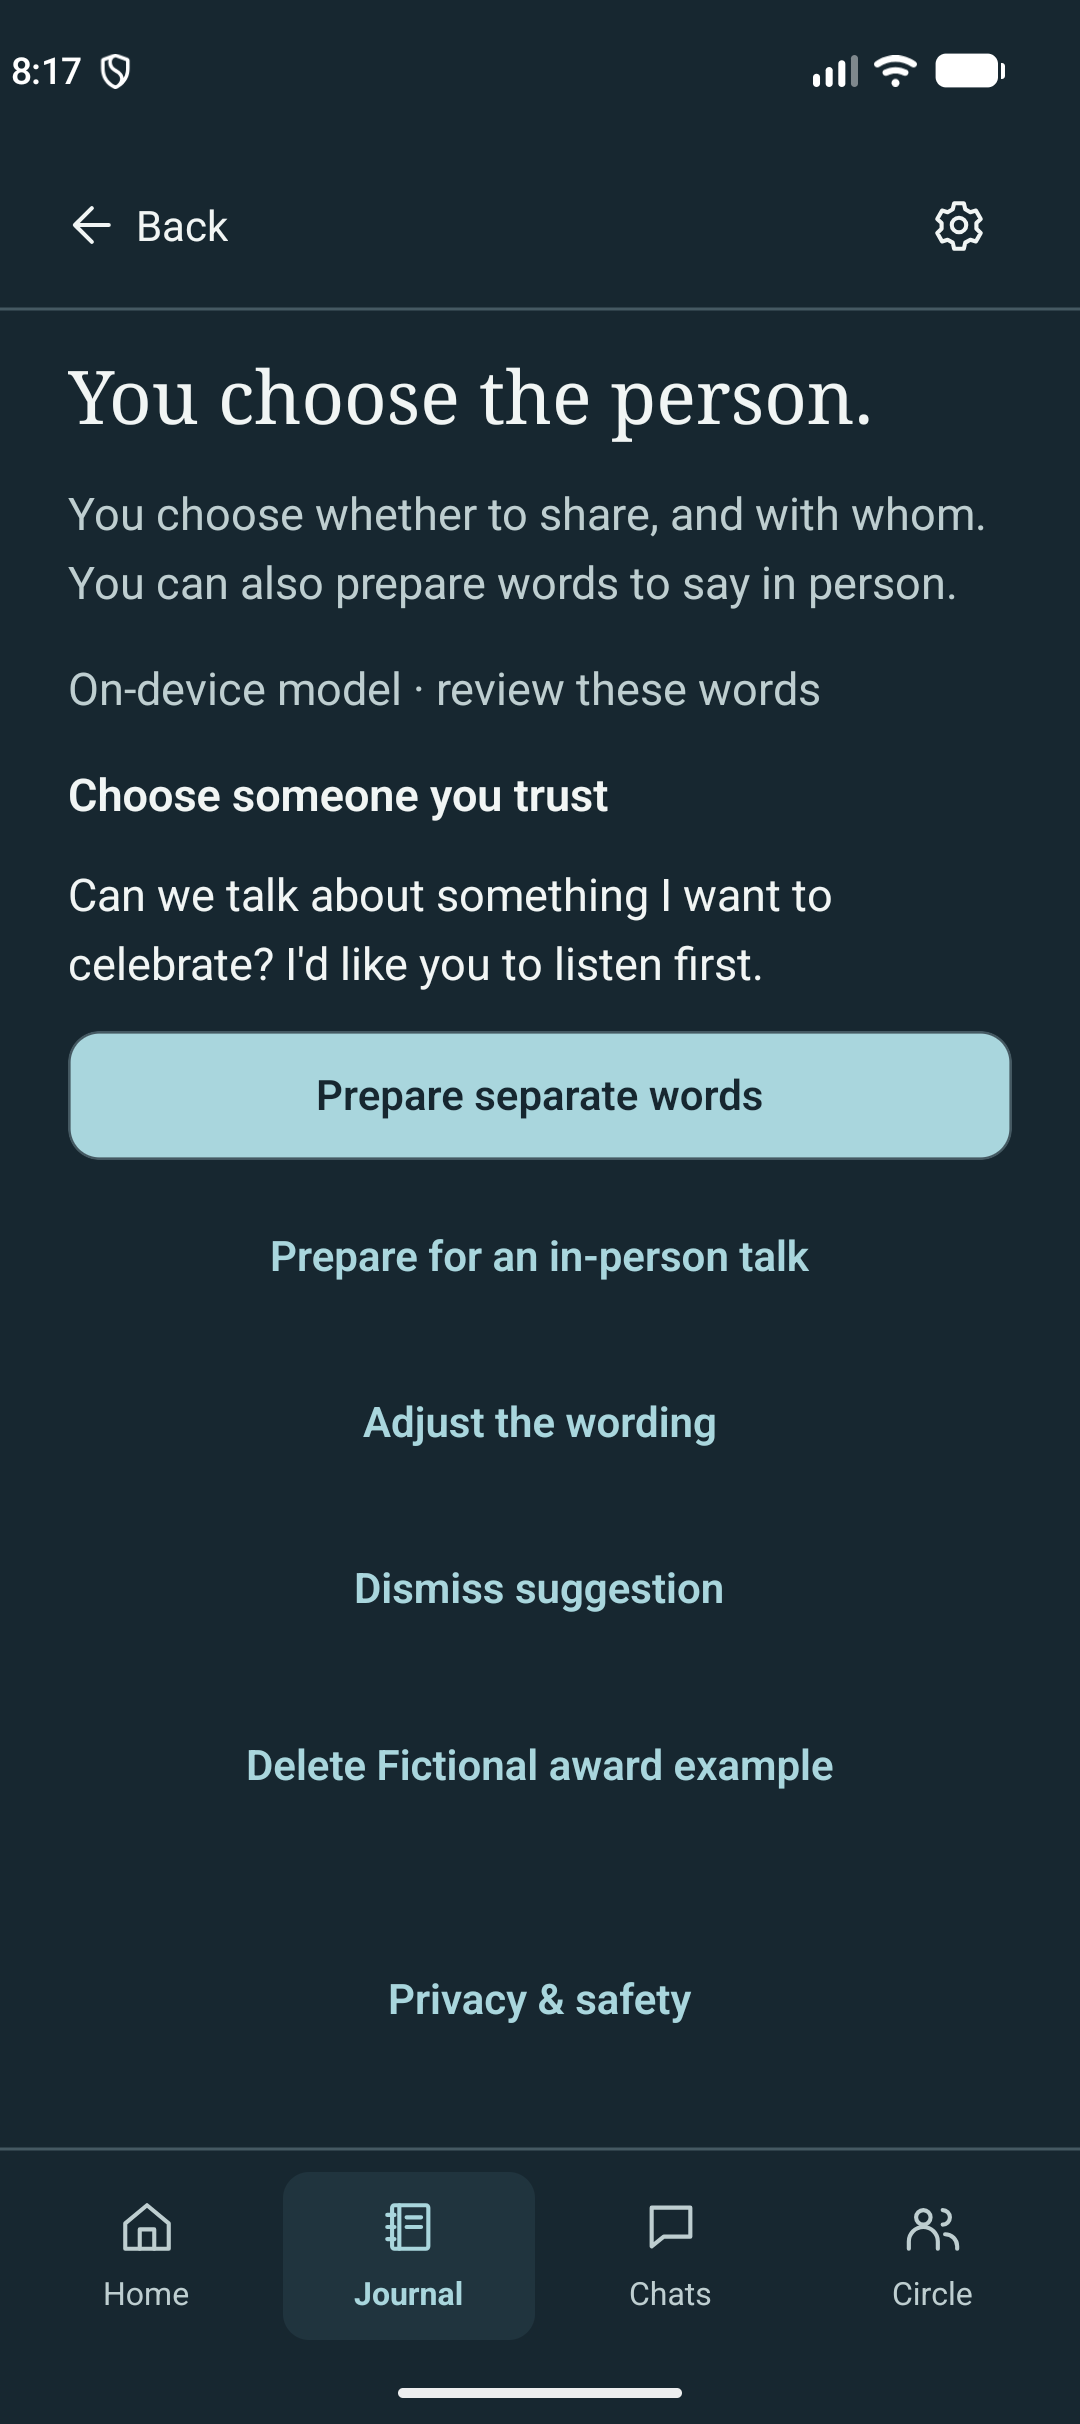 8:17
Back
You choose the person.
You choose whether to share, and with whom.
You can also prepare words to say in person.
On-device model · review these words
Choose someone you trust
Can we talk about something I want to
celebrate? I'd like you to listen first.
Prepare separate words
Prepare for an in-person talk
Adjust the wording
Dismiss suggestion
Delete Fictional award example
Privacy & safety
Home
Journal
Chats
Circle